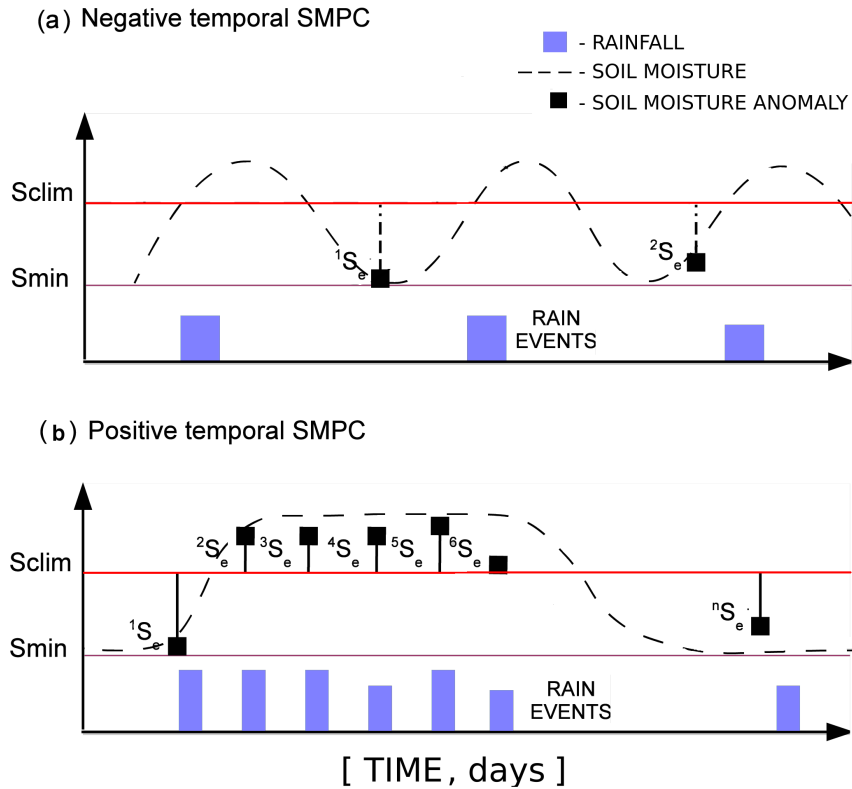 (a) Negative temporal SMPC
- RAINFALL
- SOIL MOISTURE
- SOIL MOISTURE ANOMALY
Sclim
¹Sₑ
²Sₑ
Smin
RAIN
EVENTS
(b) Positive temporal SMPC
²Sₑ ³Sₑ ⁴Sₑ ⁵Sₑ ⁶Sₑ
Sclim
¹Sₑ
ⁿSₑ
Smin
RAIN
EVENTS
[ TIME, days ]